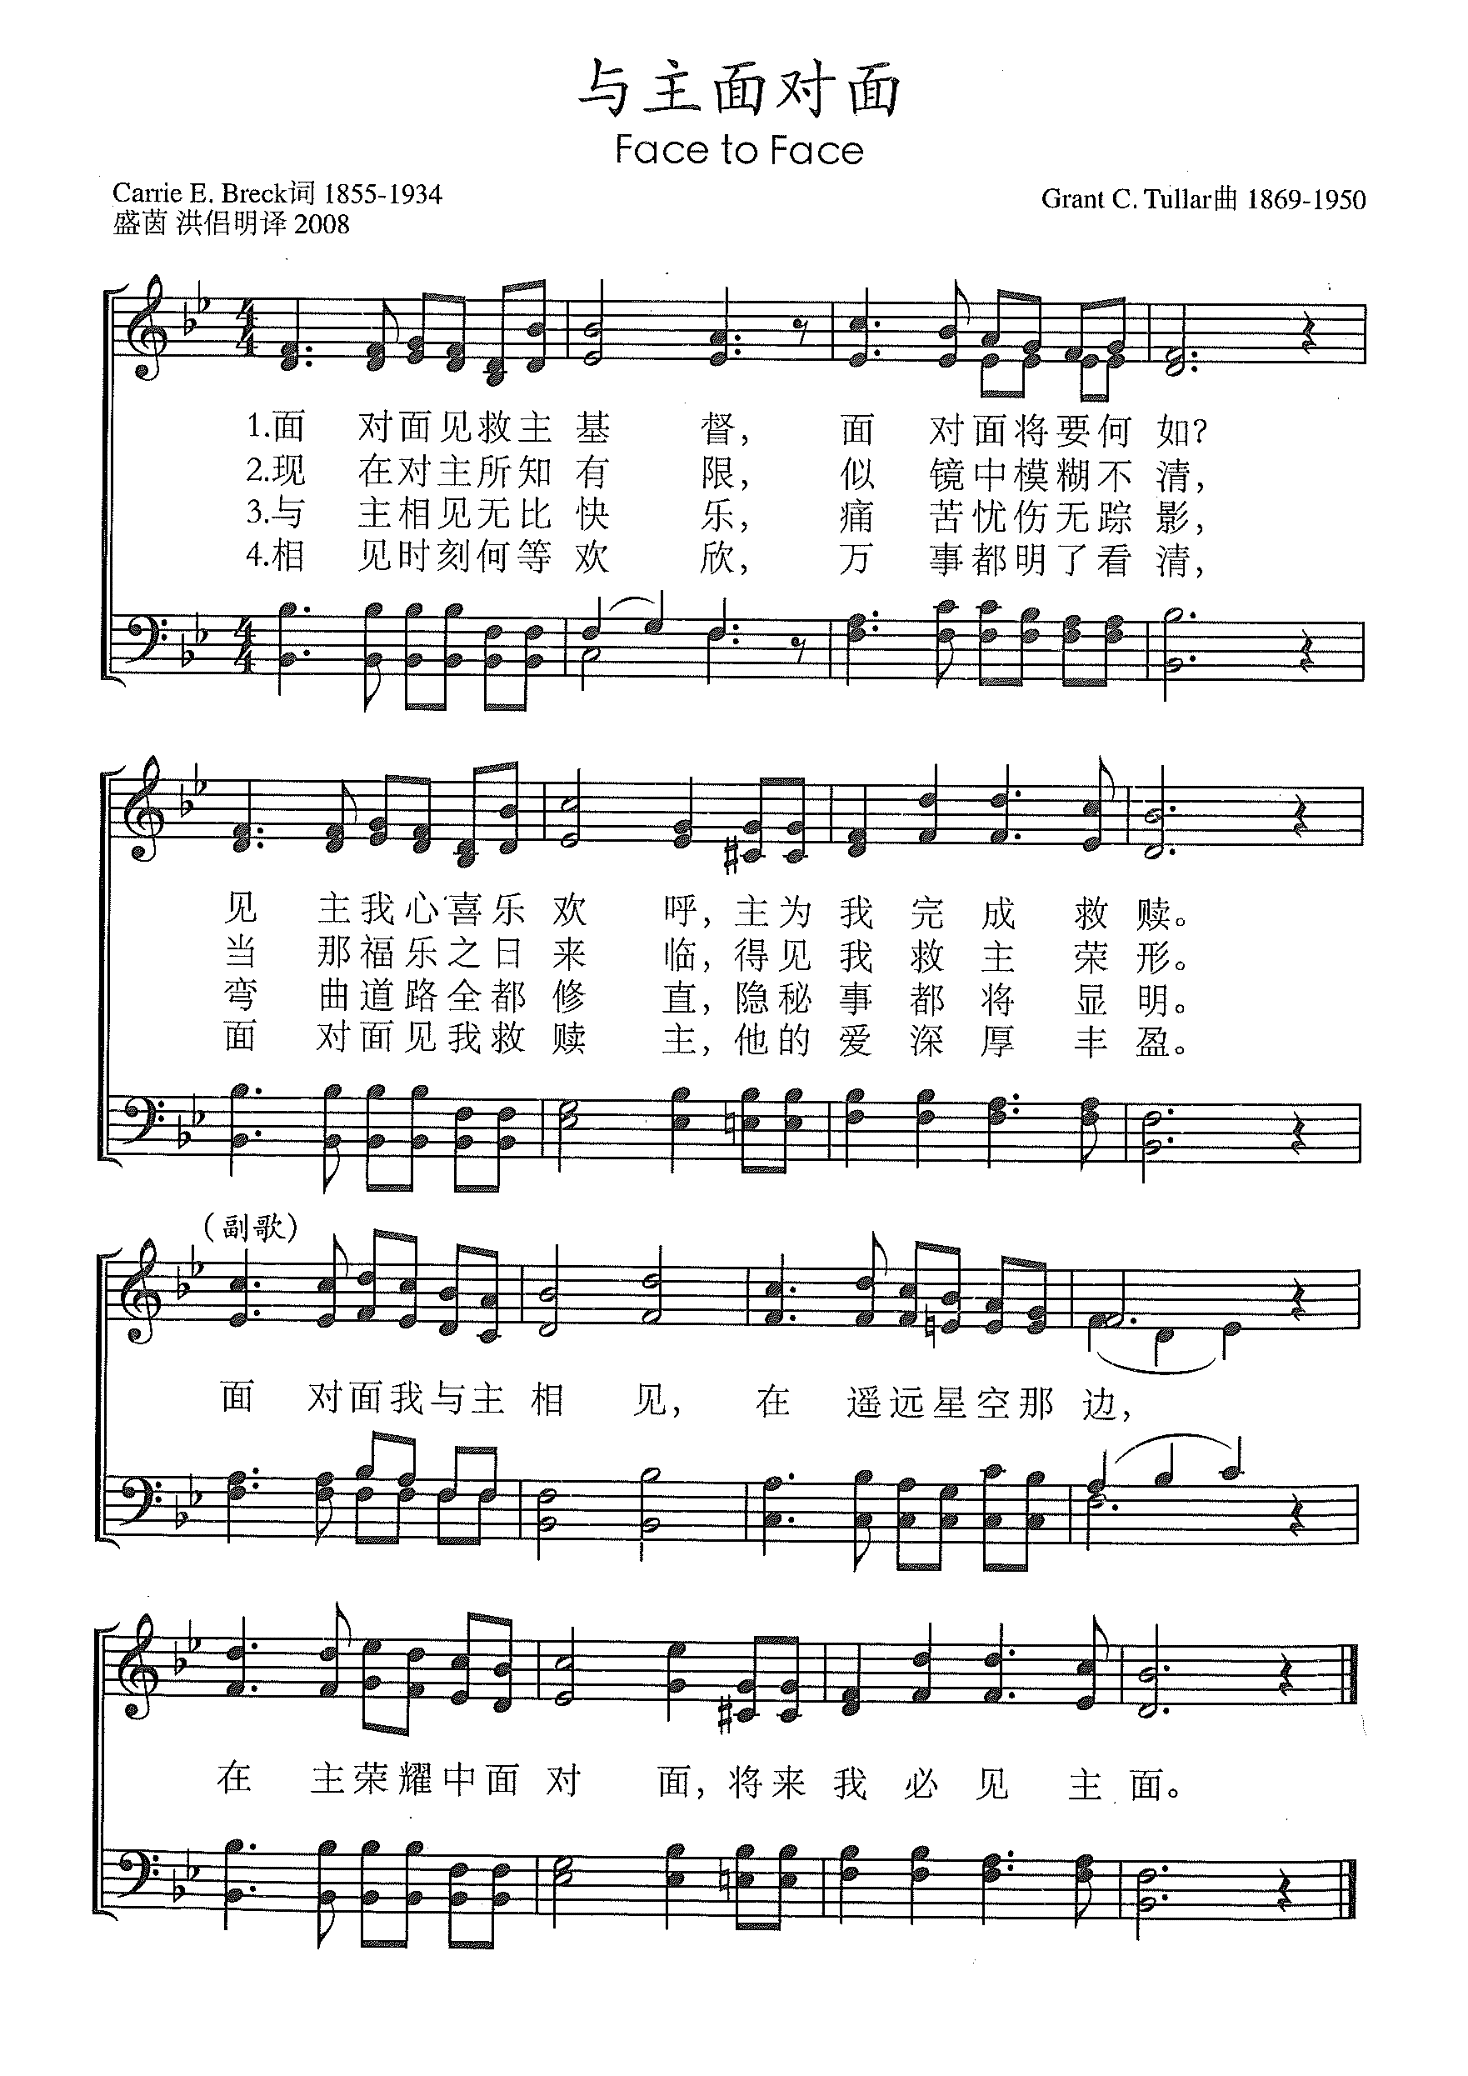 与主面对面
Face to Face
Carrie E. Breck词 1855-1934
盛茵 洪侣明译 2008
Grant C. Tullar曲 1869-1950
1.面 对面见救主基 督, 面 对面将要何如?
2.现 在对主所知有 限, 似 镜中模糊不清,
3.与 主相见无比快 乐, 痛 苦忧伤无踪影,
4.相 见时刻何等欢 欣, 万 事都明了看清,
见 主我心喜乐欢 呼, 主为我 完 成 救 赎。
当 那福乐之日来 临, 得见我 救 主 荣 形。
弯 曲道路全都修 直, 隐秘事 都 将 显 明。
面 对面见我救赎 主, 他的爱 深 厚 丰 盈。
(副歌)
面 对面我与主相 见, 在 遥远星空那边,
在 主荣耀中面对 面, 将来我 必 见 主 面。